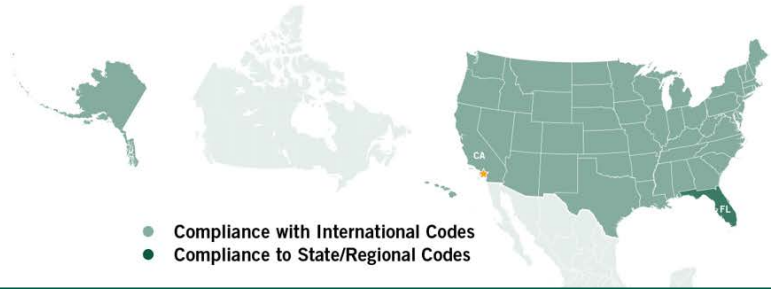 CA
FL
Compliance with International Codes
Compliance to State/Regional Codes